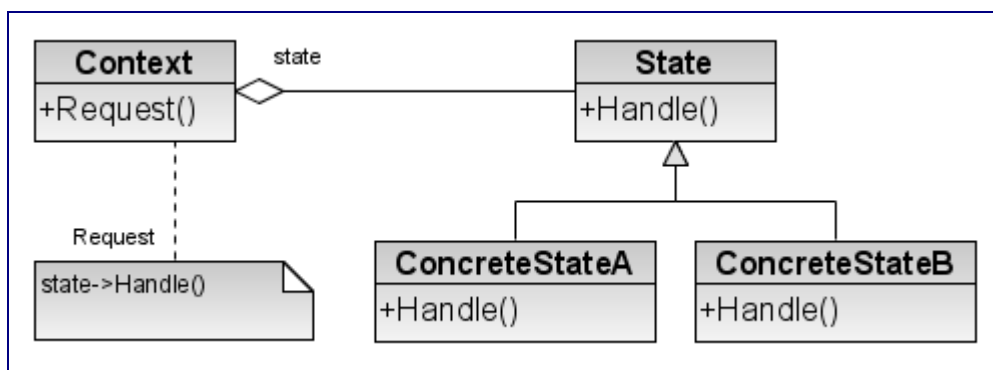 Context
+Request()
state
State
+Handle()
Request
state->Handle()
ConcreteStateA
+Handle()
ConcreteStateB
+Handle()